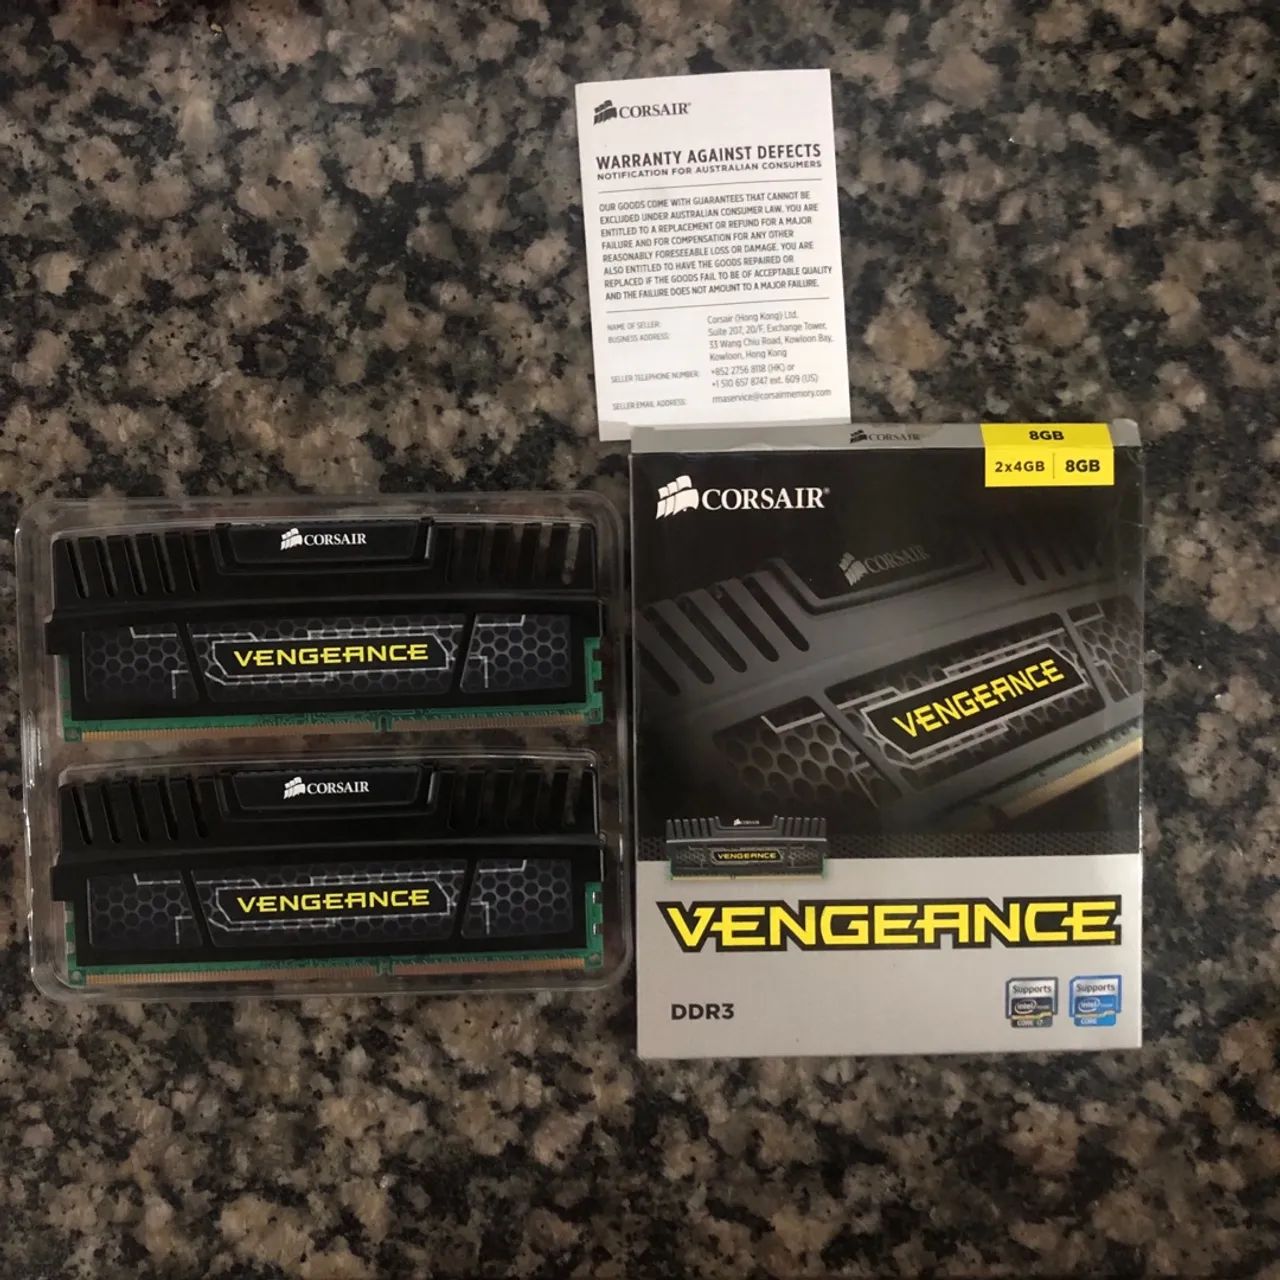 CORSAIR
WARRANTY AGAINST DEFECTS
NOTIFICATION FOR AUSTRALIAN CONSUMERS
OUR GOODS COME WITH GUARANTEES THAT CANNOT BE
EXCLUDED UNDER AUSTRALIAN CONSUMER LAW. YOU ARE
ENTITLED TO A REPLACEMENT OR REFUND FOR A MAJOR
FAILURE AND FOR COMPENSATION FOR ANY OTHER
REASONABLY FORESEEABLE LOSS OR DAMAGE. YOU ARE
ALSO ENTITLED TO HAVE THE GOODS REPAIRED OR
REPLACED IF THE GOODS FAIL TO BE OF ACCEPTABLE QUALITY
AND THE FAILURE DOES NOT AMOUNT TO A MAJOR FAILURE.
NAME OF SELLER: Corsair (Hong Kong) Ltd.
BUSINESS ADDRESS: Suite 207, 20/F, Exchange Tower,
33 Wang Chiu Road, Kowloon Bay,
Kowloon, Hong Kong
SELLER TELEPHONE NUMBER: +852 2756 8118 (HK) or
+1 510 657 8747 ext. 609 (US)
SELLER EMAIL ADDRESS: rmaservice@corsairmemory.com
CORSAIR
8GB
2x4GB 8GB
CORSAIR®
CORSAIR
VENGEANCE
CORSAIR
VENGEANCE
VENGEANCE
DDR3
Supports
intel
CORE i7
Supports
intel
CORE
CORSAIR
VENGEANCE
CORSAIR
VENGEANCE